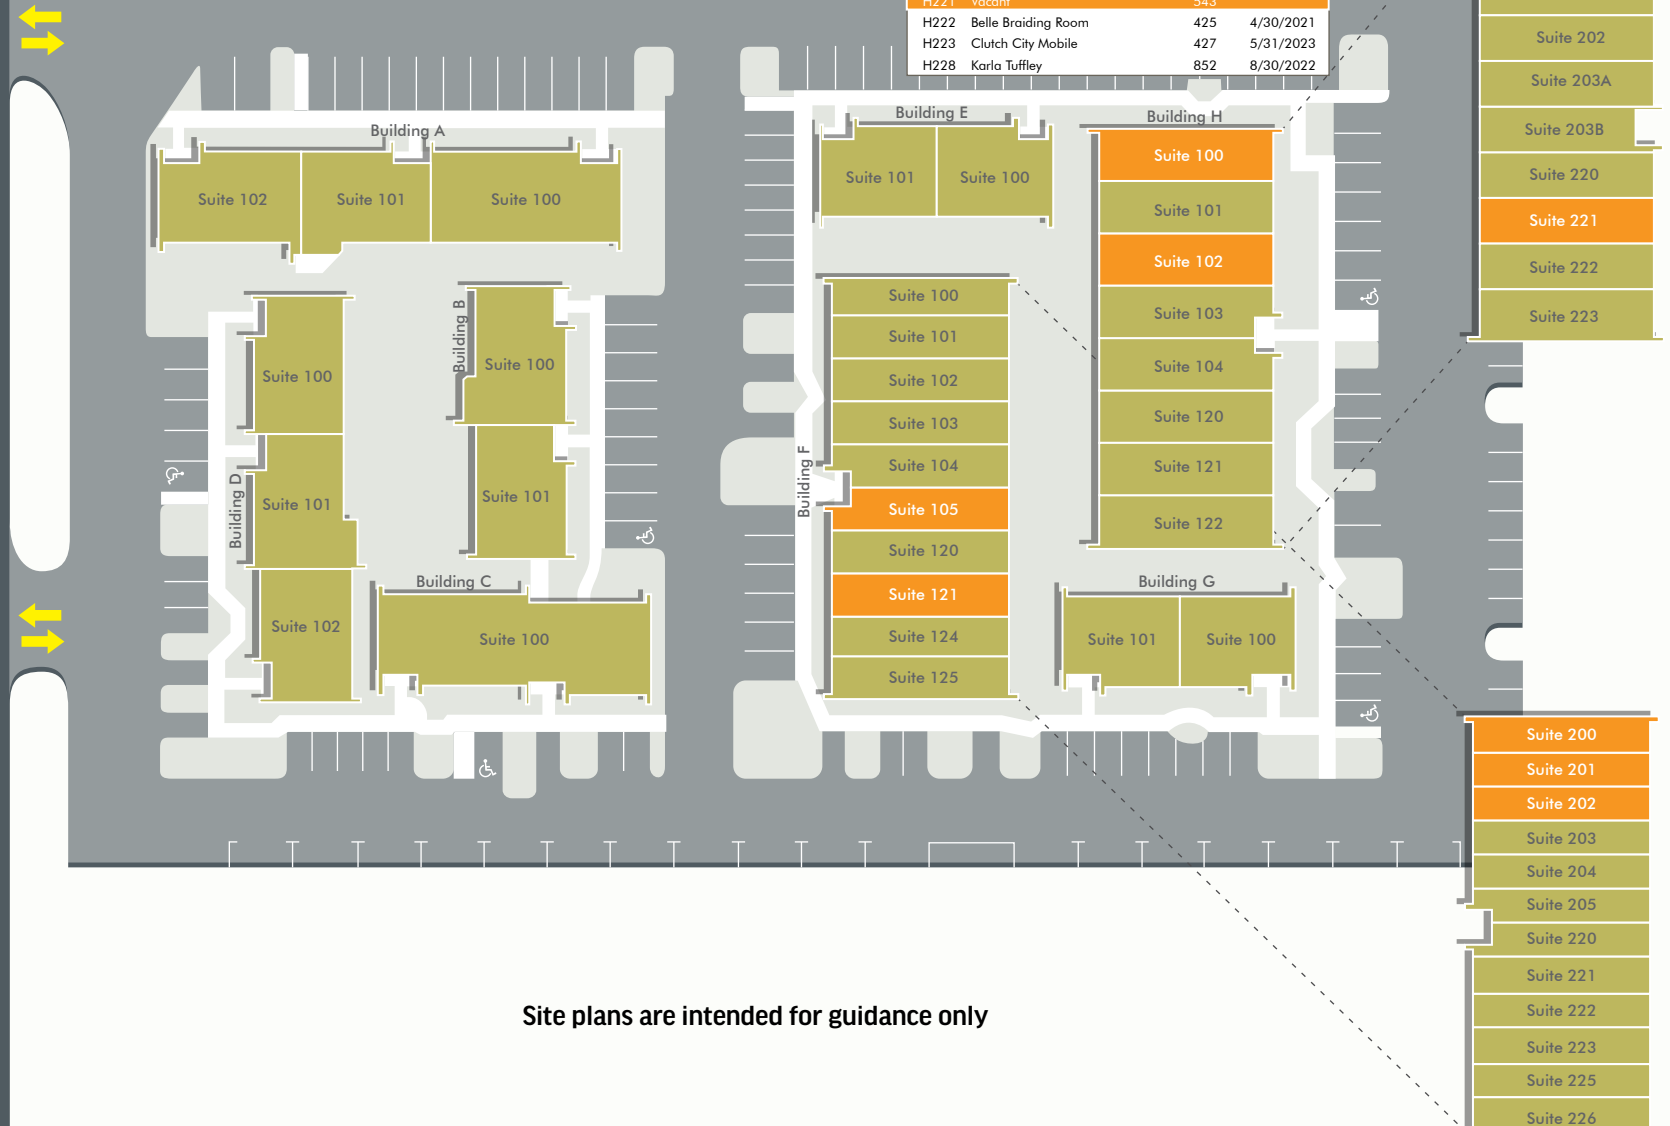 H221 Vacant 543
H222 Belle Braiding Room 425 4/30/2021
H223 Clutch City Mobile 427 5/31/2023
H228 Karla Tuffley 852 8/30/2022
Building A
Suite 102
Suite 101
Suite 100
Building B
Suite 100
Suite 101
Building D
Suite 100
Suite 101
Suite 102
Building C
Suite 100
Building E
Suite 101
Suite 100
Building F
Suite 100
Suite 101
Suite 102
Suite 103
Suite 104
Suite 105
Suite 120
Suite 121
Suite 124
Suite 125
Building H
Suite 100
Suite 101
Suite 102
Suite 103
Suite 104
Suite 120
Suite 121
Suite 122
Building G
Suite 101
Suite 100
Suite 202
Suite 203A
Suite 203B
Suite 220
Suite 221
Suite 222
Suite 223
Suite 200
Suite 201
Suite 202
Suite 203
Suite 204
Suite 205
Suite 220
Suite 221
Suite 222
Suite 223
Suite 225
Suite 226
Site plans are intended for guidance only